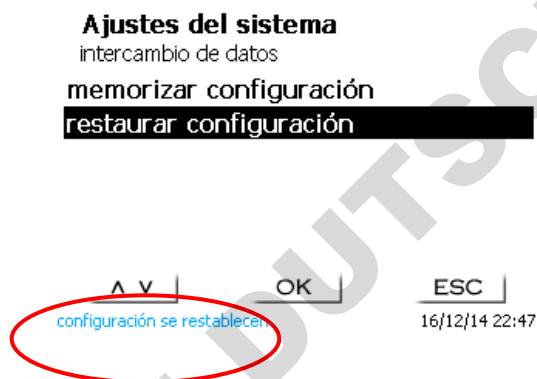 Ajustes del sistema
intercambio de datos
memorizar configuración
restaurar configuración
∧ ∨ OK ESC
configuración se restablecen 16/12/14 22:47
DUTSC